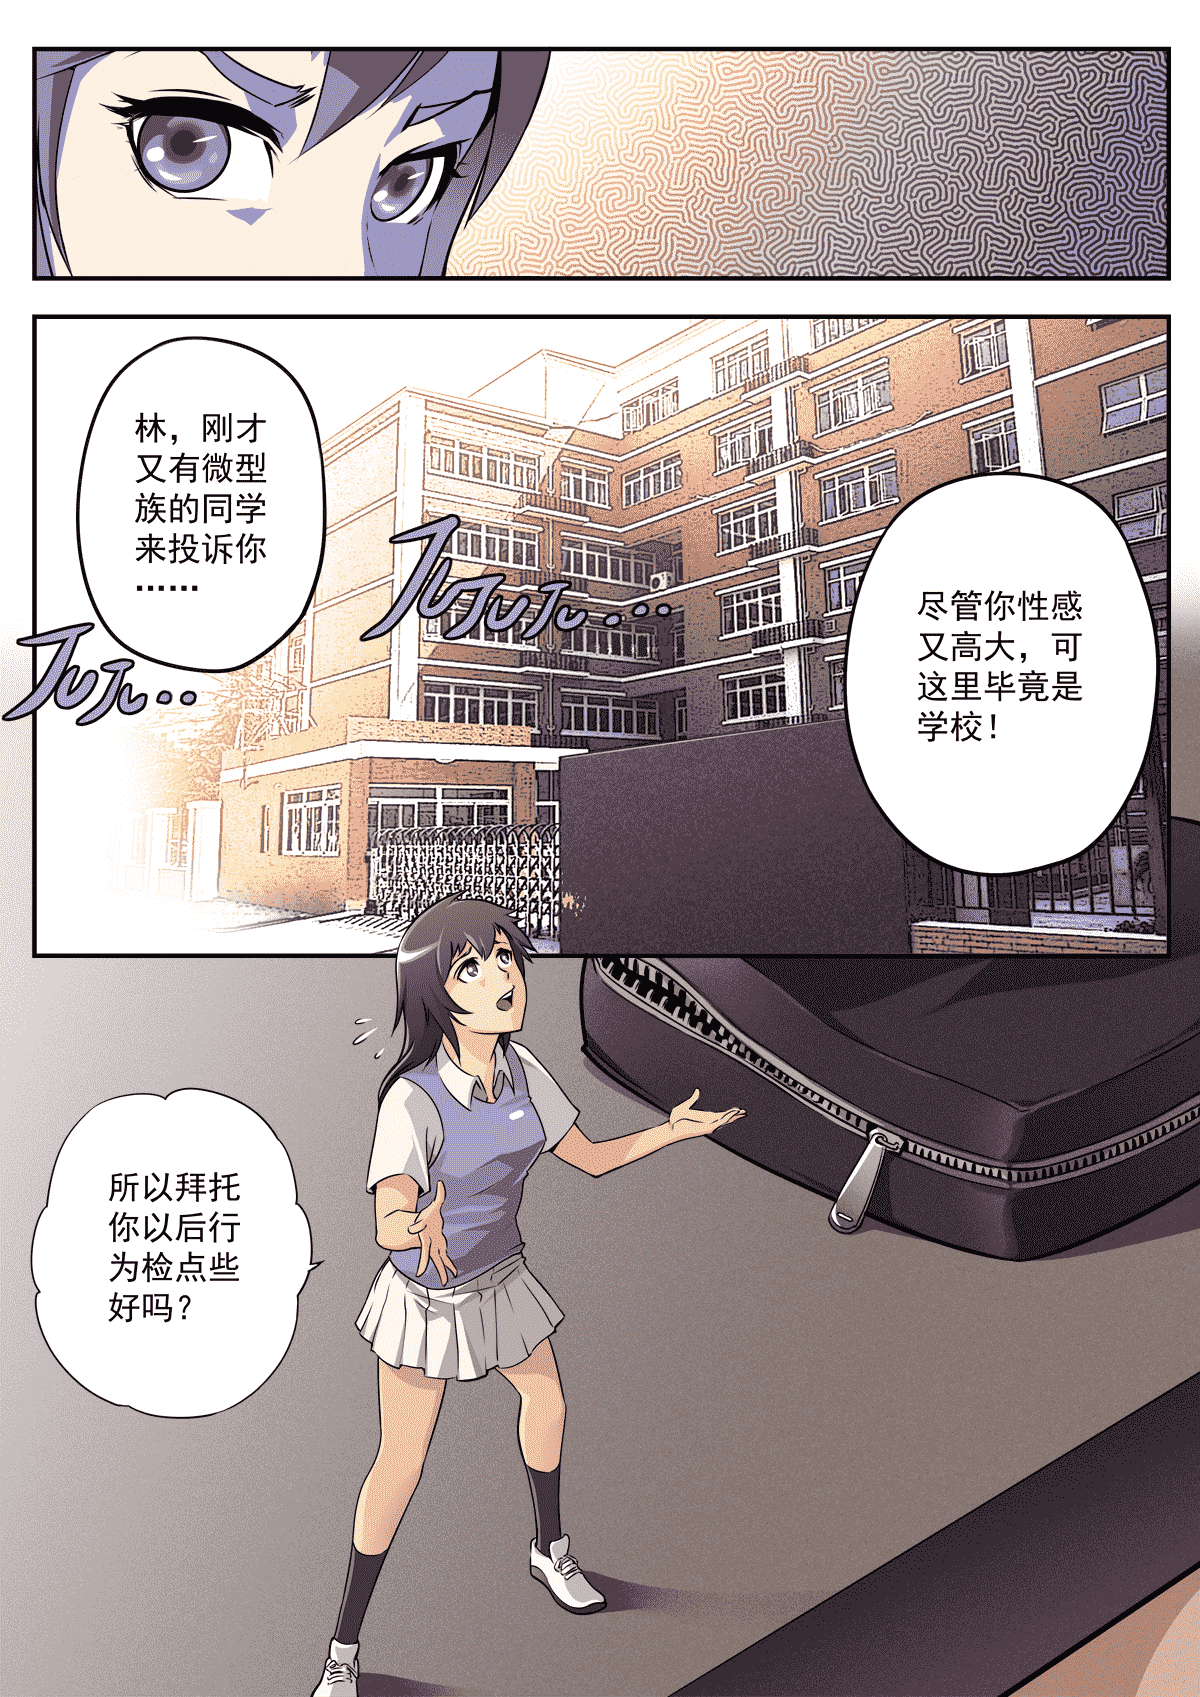 林，刚才
又有微型
族的同学
来投诉你
……
JuJuJu...
JuJu..
尽管你性感
又高大，可
这里毕竟是
学校！
所以拜托
你以后行
为检点些
好吗？